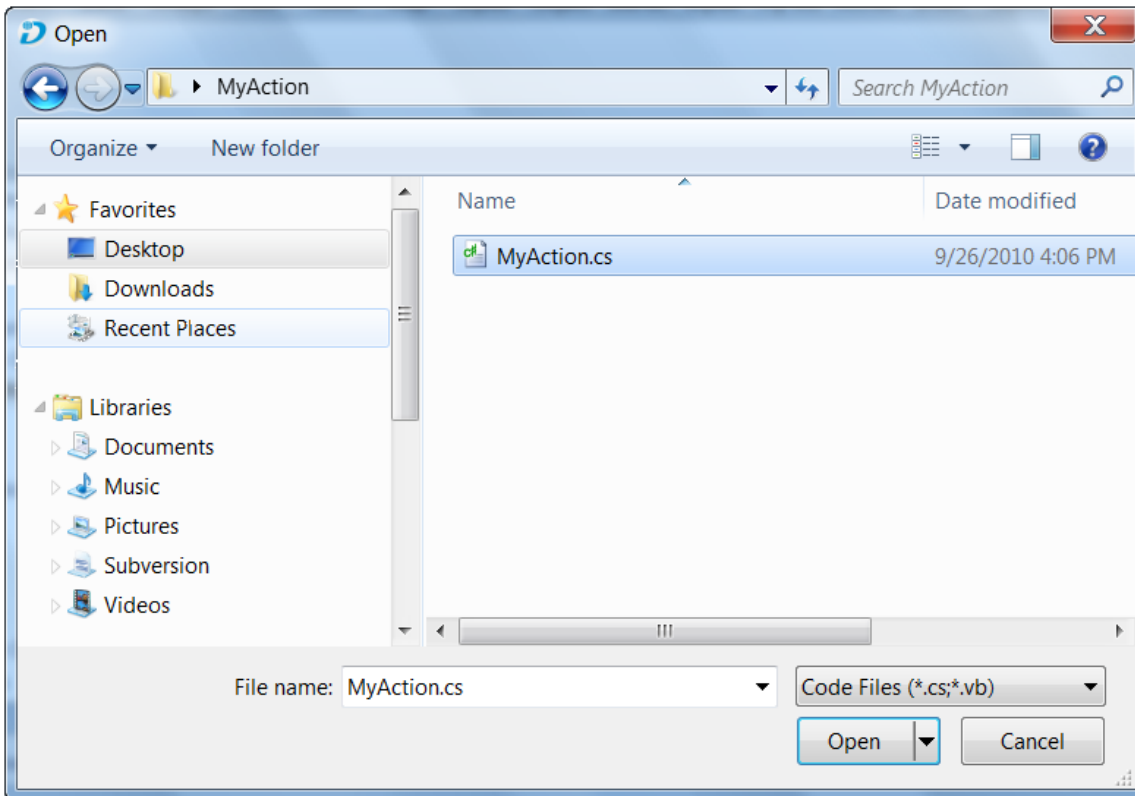 Open
MyAction
Search MyAction
Organize
New folder
Name
Date modified
Favorites
Desktop
MyAction.cs
9/26/2010 4:06 PM
Downloads
Recent Places
Libraries
Documents
Music
Pictures
Subversion
Videos
File name:
MyAction.cs
Code Files (*.cs;*.vb)
Open
Cancel